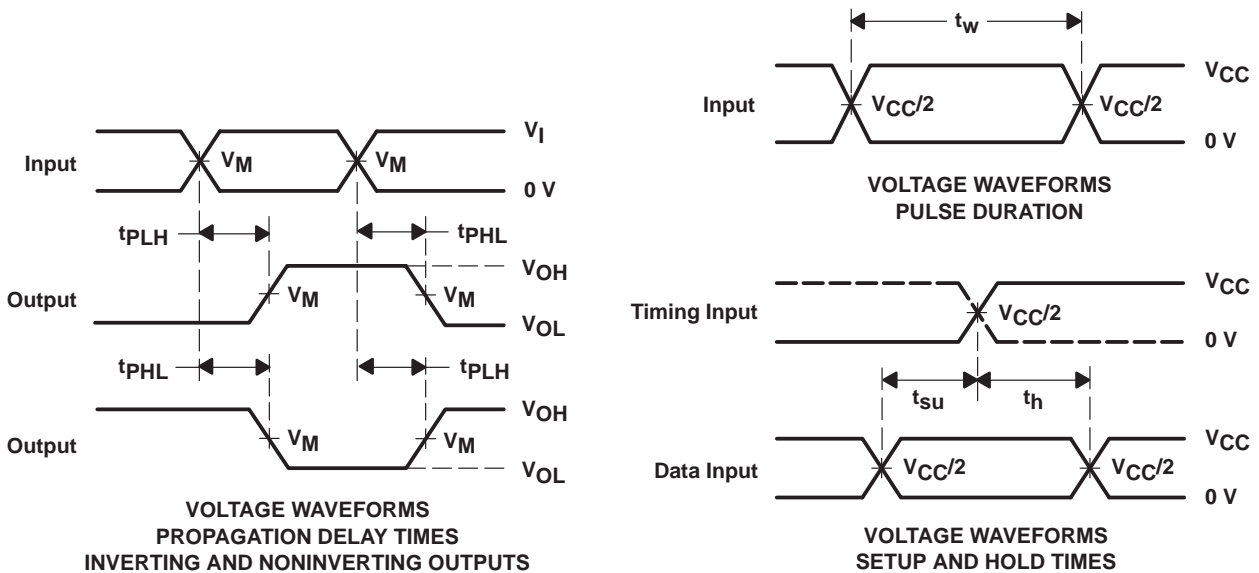 Input
V_I
V_M
V_M
0 V
t_PLH
t_PHL
Output
V_OH
V_M
V_M
V_OL
t_PHL
t_PLH
Output
V_OH
V_M
V_M
V_OL
VOLTAGE WAVEFORMS
PROPAGATION DELAY TIMES
INVERTING AND NONINVERTING OUTPUTS
t_w
Input
V_CC
V_CC/2
V_CC/2
0 V
VOLTAGE WAVEFORMS
PULSE DURATION
Timing Input
V_CC
V_CC/2
0 V
t_su
t_h
Data Input
V_CC
V_CC/2
V_CC/2
0 V
VOLTAGE WAVEFORMS
SETUP AND HOLD TIMES